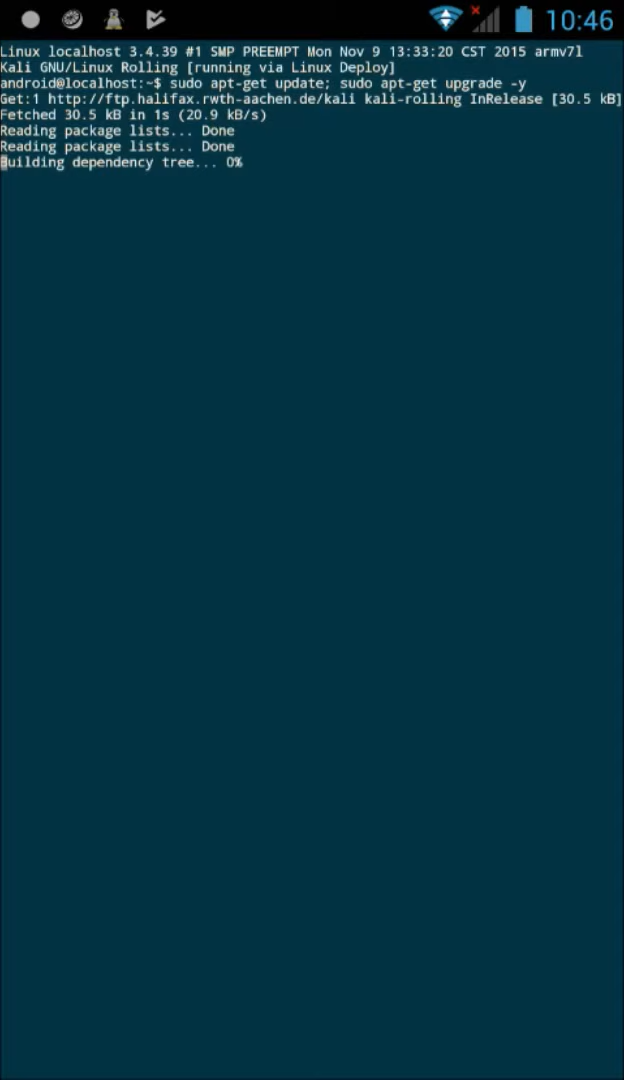 10:46
Linux localhost 3.4.39 #1 SMP PREEMPT Mon Nov 9 13:33:20 CST 2015 armv7l
Kali GNU/Linux Rolling [running via Linux Deploy]
android@localhost:~$ sudo apt-get update; sudo apt-get upgrade -y
Get:1 http://ftp.halifax.rwth-aachen.de/kali kali-rolling InRelease [30.5 kB]
Fetched 30.5 kB in 1s (20.9 kB/s)
Reading package lists... Done
Reading package lists... Done
Building dependency tree... 0%